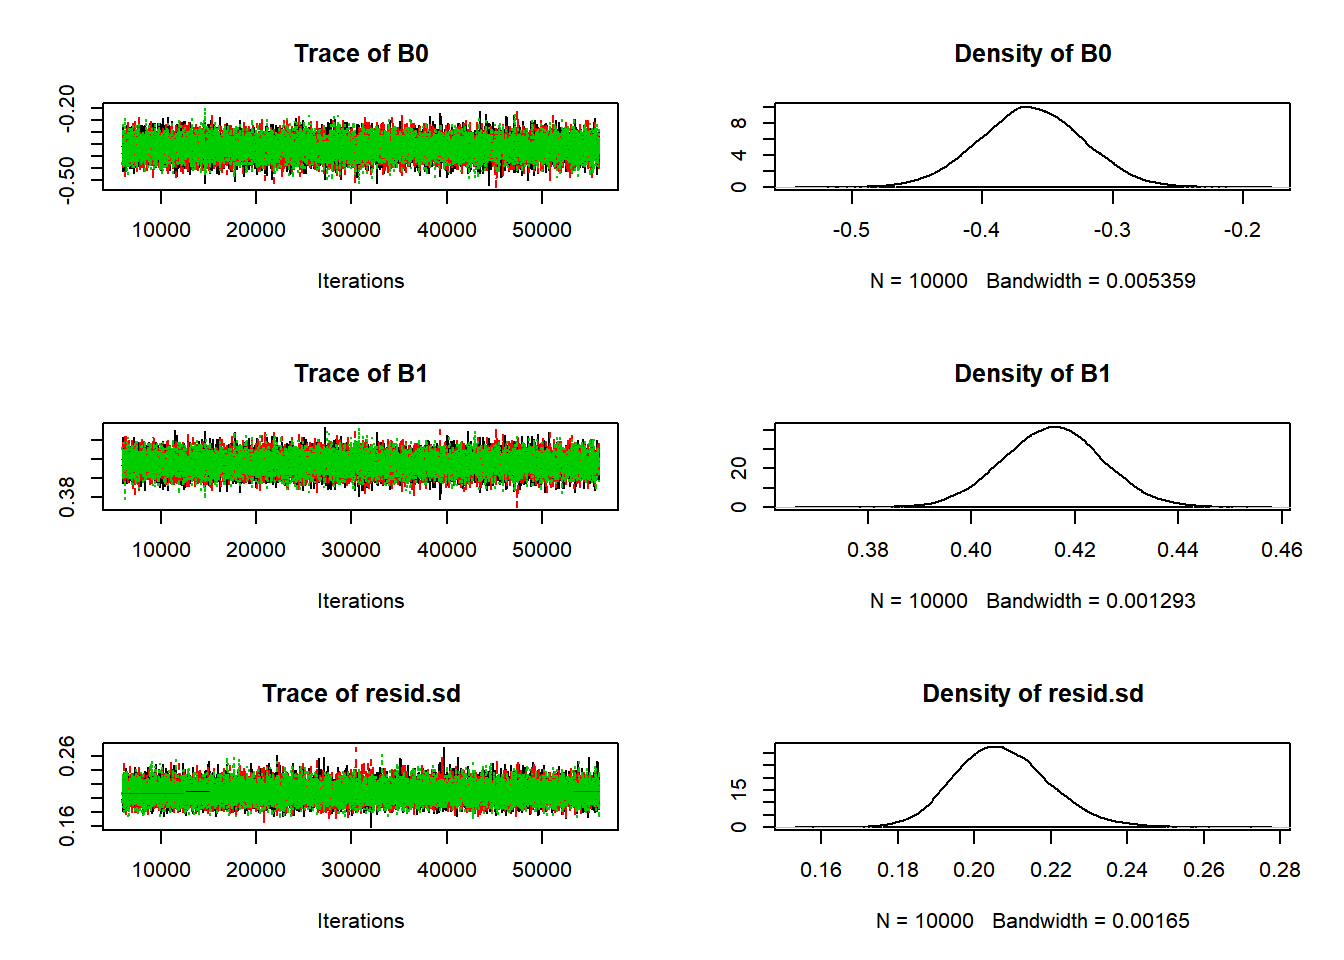 Trace of B0
-0.50 -0.20
10000 20000 30000 40000 50000
Iterations
Density of B0
0 4 8
-0.5 -0.4 -0.3 -0.2
N = 10000 Bandwidth = 0.005359
Trace of B1
0.38
10000 20000 30000 40000 50000
Iterations
Density of B1
0 20
0.38 0.40 0.42 0.44 0.46
N = 10000 Bandwidth = 0.001293
Trace of resid.sd
0.16 0.26
10000 20000 30000 40000 50000
Iterations
Density of resid.sd
0 15
0.16 0.18 0.20 0.22 0.24 0.26 0.28
N = 10000 Bandwidth = 0.00165